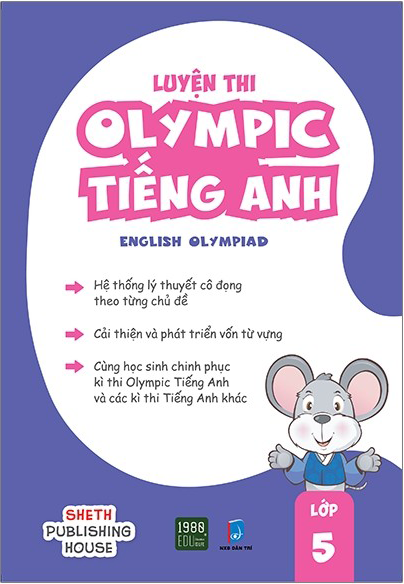 LUYỆN THI
OLYMPIC
TIẾNG ANH
ENGLISH OLYMPIAD
Hệ thống lý thuyết cô đọng
theo từng chủ đề
Cải thiện và phát triển vốn từ vựng
Cùng học sinh chinh phục
kì thi Olympic Tiếng Anh
và các kì thi Tiếng Anh khác
SHETH
PUBLISHING
HOUSE
1980
EDU
NXB DÂN TRÍ
LỚP
5